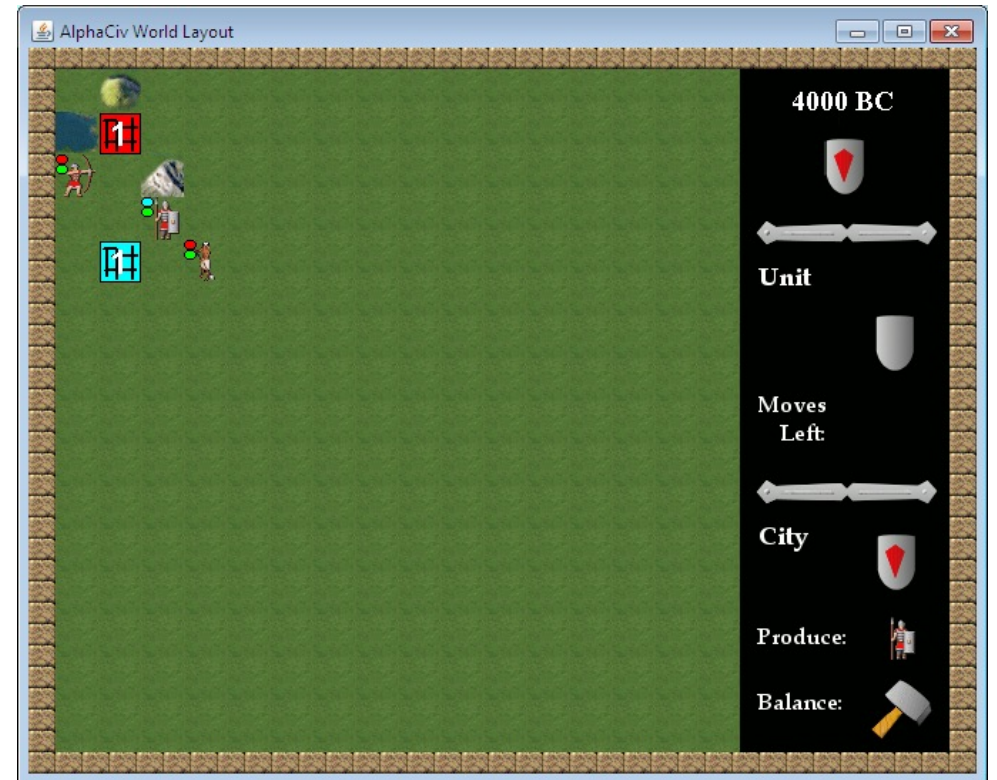 AlphaCiv World Layout
4000 BC
1
1
Unit
Moves
Left:
City
Produce:
Balance: